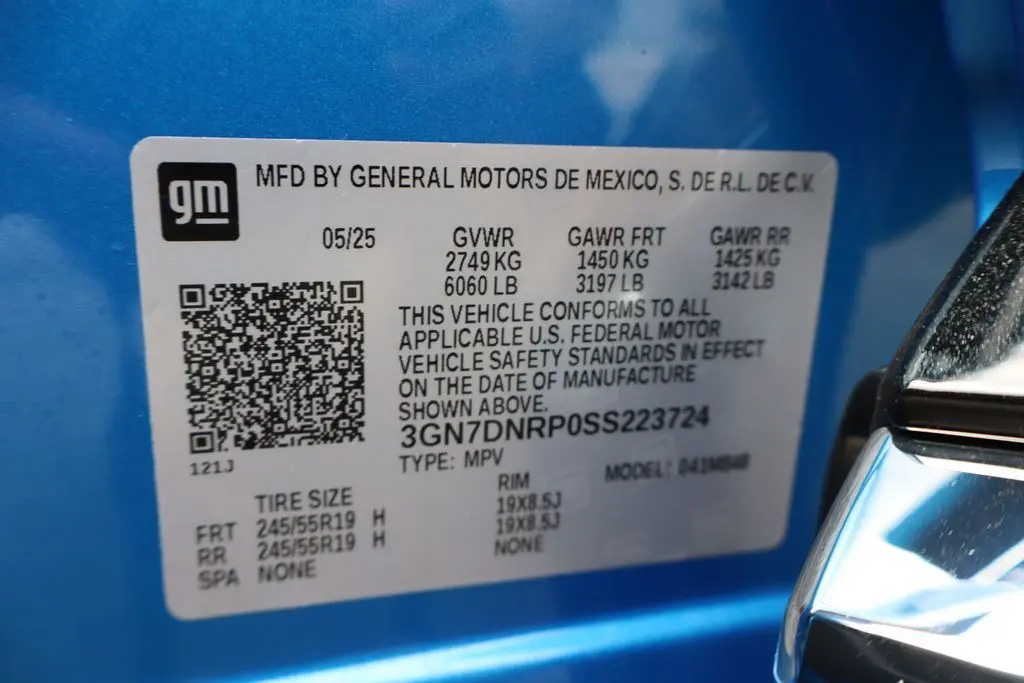 gm MFD BY GENERAL MOTORS DE MEXICO, S. DE R.L. DE C.V.
05/25 GVWR GAWR FRT GAWR RR
2749 KG 1450 KG 1425 KG
6060 LB 3197 LB 3142 LB
THIS VEHICLE CONFORMS TO ALL
APPLICABLE U.S. FEDERAL MOTOR
VEHICLE SAFETY STANDARDS IN EFFECT
ON THE DATE OF MANUFACTURE
SHOWN ABOVE.
3GN7DNRP0SS223724
121J TYPE: MPV MODEL:
TIRE SIZE RIM
FRT 245/55R19 H 19X8.5J
RR 245/55R19 H 19X8.5J
SPA NONE NONE